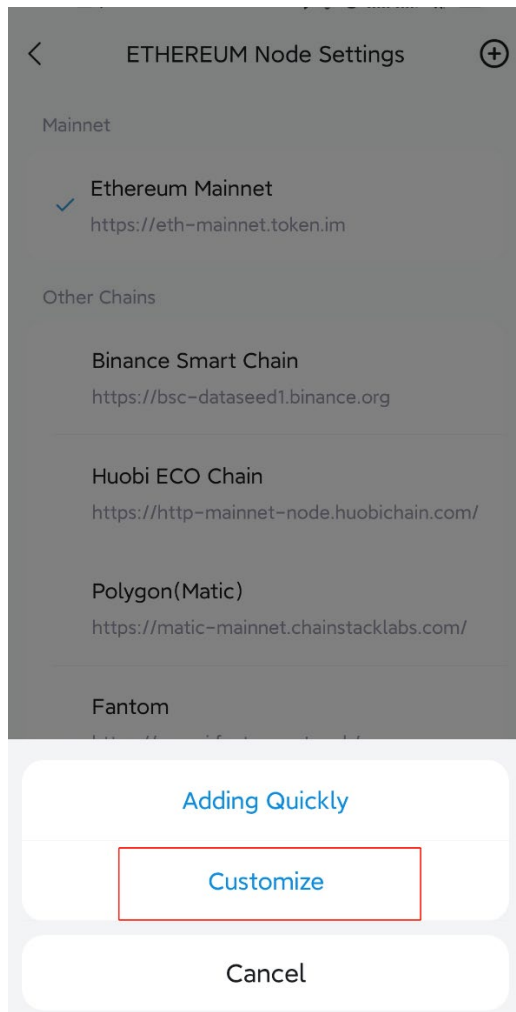 ETHEREUM Node Settings
Mainnet
Ethereum Mainnet
https://eth-mainnet.token.im
Other Chains
Binance Smart Chain
https://bsc-dataseed1.binance.org
Huobi ECO Chain
https://http-mainnet-node.huobichain.com/
Polygon(Matic)
https://matic-mainnet.chainstacklabs.com/
Fantom
Adding Quickly
Customize
Cancel